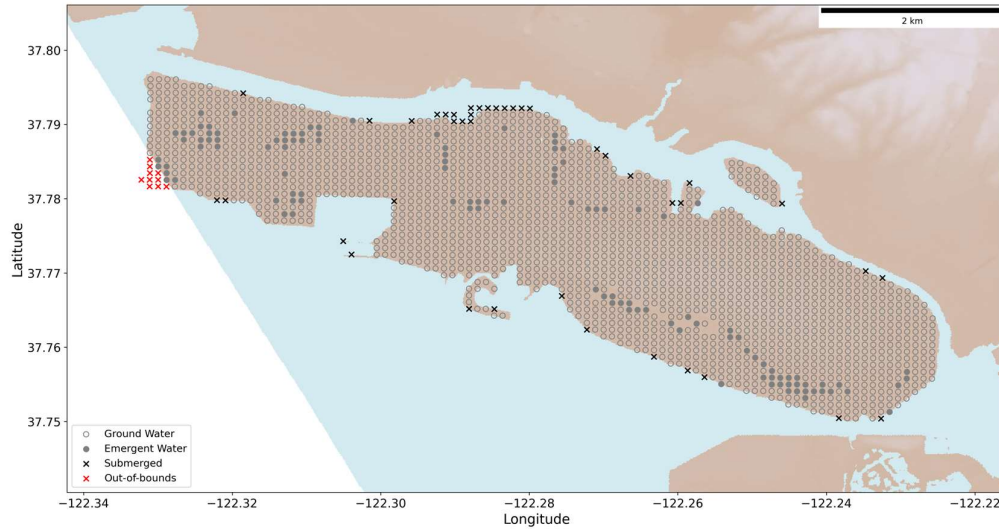 2 km
37.80
37.79
37.78
37.77
37.76
37.75
Latitude
Ground Water
Emergent Water
Submerged
Out-of-bounds
−122.34 −122.32 −122.30 −122.28 −122.26 −122.24 −122.22
Longitude